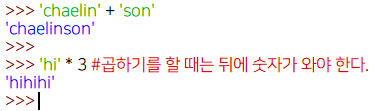 >>> 'chaelin' + 'son'
'chaelinson'
>>>
>>> 'hi' * 3 #곱하기를 할 때는 뒤에 숫자가 와야 한다.
'hihihi'
>>>